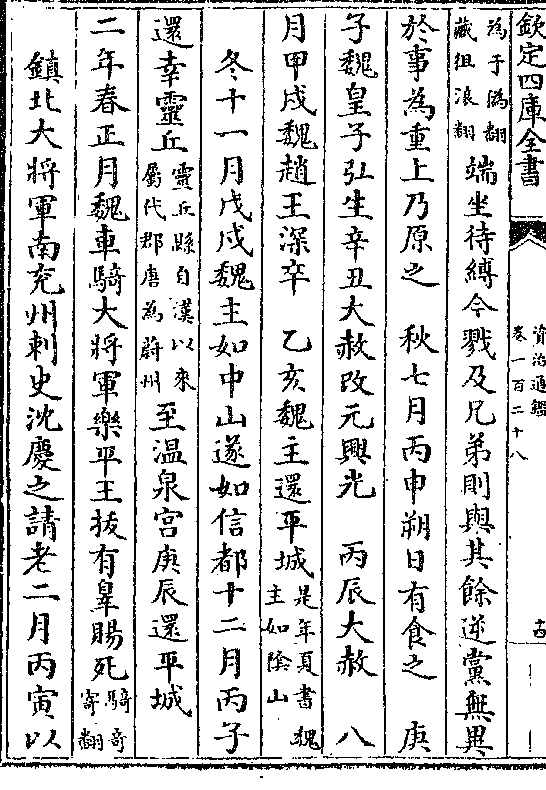 欽定四庫全書
資治通鑑
卷一百二十八
古
為于偽翻
藏徂浪翻
端坐待縛今戮及兄弟則與其餘逆黨無異
於事為重上乃原之　秋七月丙申朔日有食之　庚
子魏皇子弘生辛丑大赦改元興光　丙辰大赦　八
月甲戌魏趙王深卒　乙亥魏主還平城是年夏書魏
主如陰山
冬十一月戊戌魏主如中山遂如信都十二月丙子
還幸靈丘靈丘縣自漢以來
屬代郡唐為蔚州
至温泉宮庚辰還平城
二年春正月魏車騎大將軍樂平王拔有辠賜死騎奇
寄翻
鎮北大將軍南兖州刺史沈慶之請老二月丙寅以